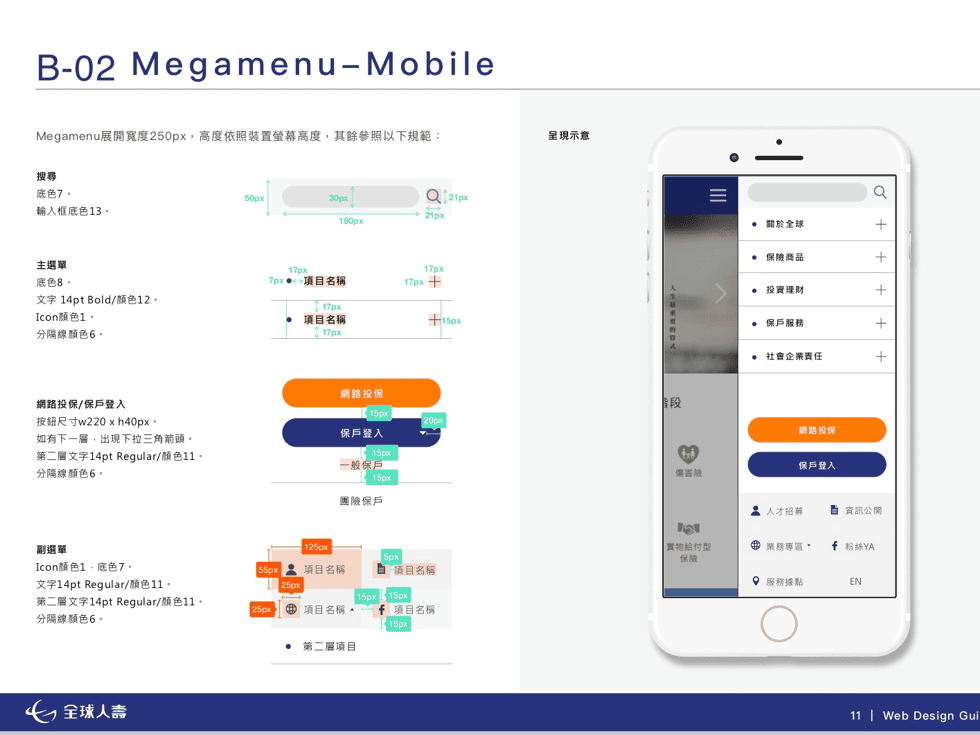 B-02 Megamenu–Mobile
Megamenu展開寬度250px，高度依照裝置螢幕高度，其餘參照以下規範：
搜尋
底色7。
輸入框底色13。
50px
30px
21px
21px
190px
主選單
底色8。
文字 14pt Bold/顏色12。
Icon顏色1。
分隔線顏色6。
17px
7px
項目名稱
17px
17px
17px
項目名稱
15px
17px
網路投保/保戶登入
按鈕尺寸w220 x h40px。
如有下一層，出現下拉三角箭頭。
第二層文字14pt Regular/顏色11。
分隔線顏色6。
網路投保
15px
20px
保戶登入
15px
一般保戶
15px
團險保戶
副選單
Icon顏色1，底色7。
文字14pt Regular/顏色11。
第二層文字14pt Regular/顏色11。
分隔線顏色6。
125px
5px
55px
項目名稱
項目名稱
25px
15px
15px
25px
項目名稱
項目名稱
15px
第二層項目
呈現示意
人生最重要的格式
階段
傷害險
實物給付型
保險
關於全球
保險商品
投資理財
保戶服務
社會企業責任
網路投保
保戶登入
人才招募
資訊公開
業務專區
粉絲YA
服務據點
EN
全球人壽
11 | Web Design Gui